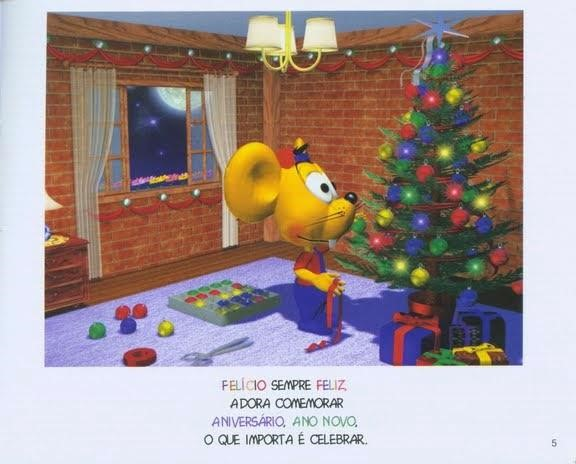 FELÍCIO SEMPRE FELIZ,
ADORA COMEMORAR
ANIVERSÁRIO, ANO NOVO,
O QUE IMPORTA É CELEBRAR.
5